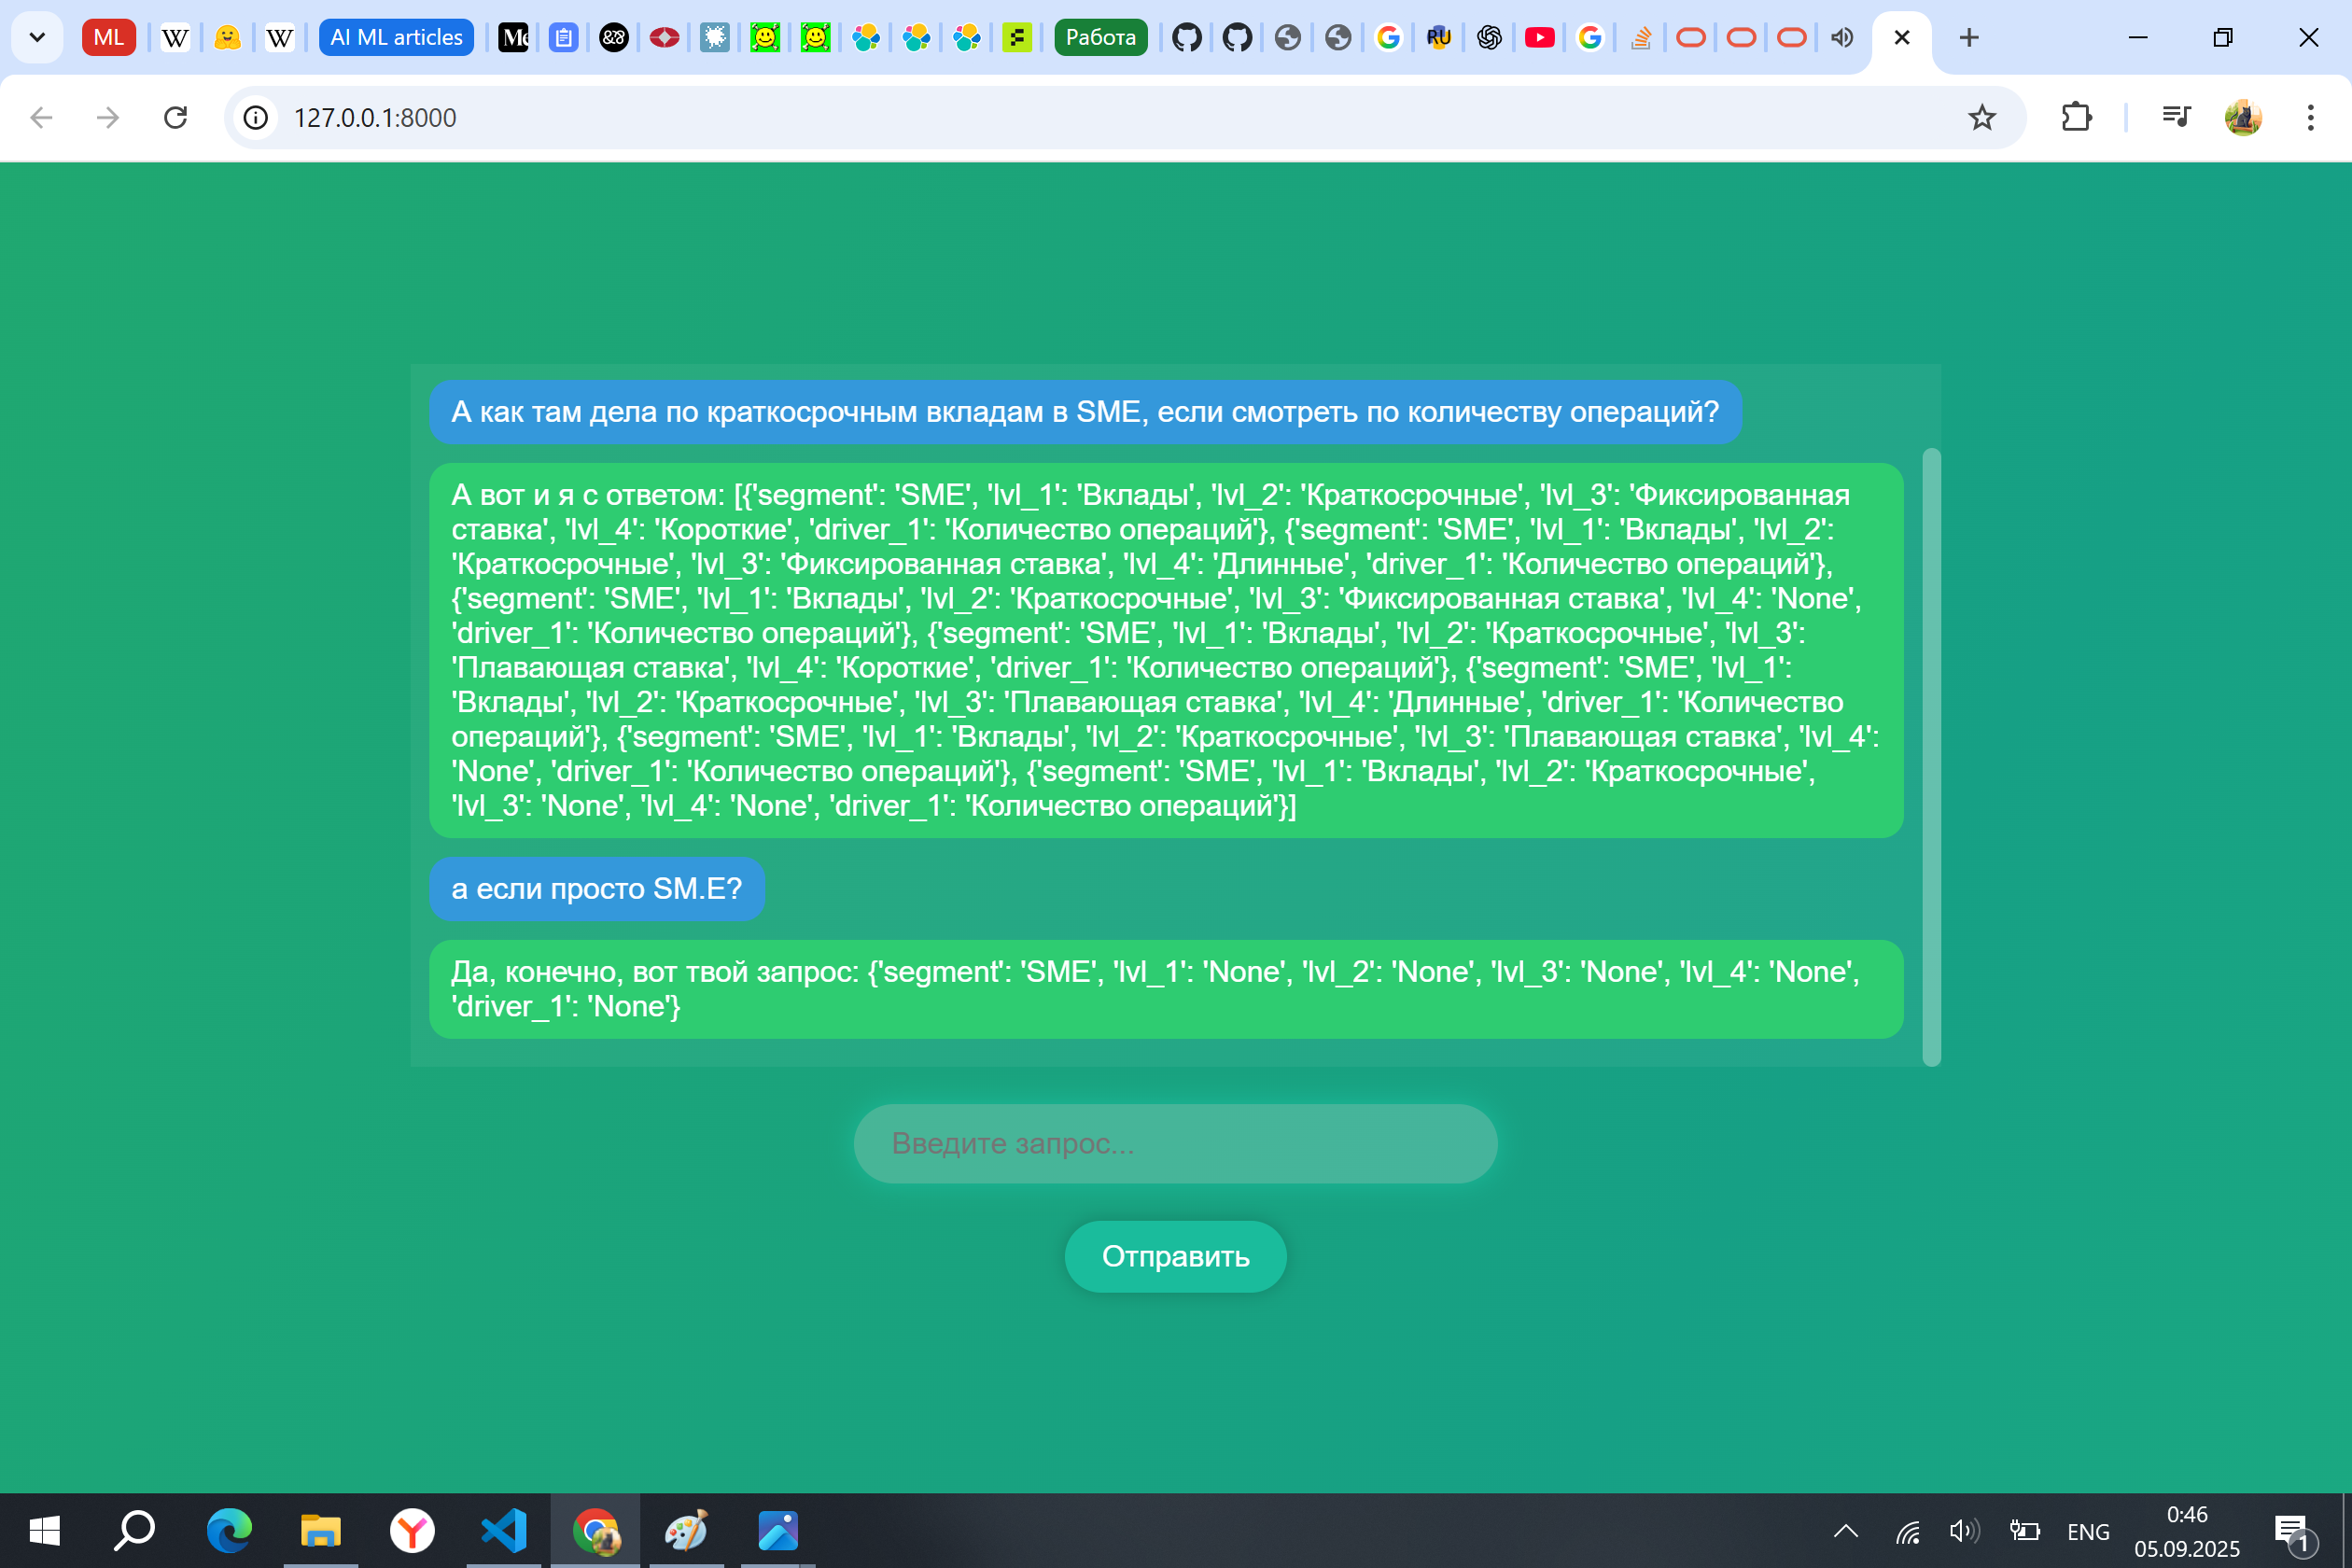 ML
W
W
AI ML articles
Работа
RU
127.0.0.1:8000
А как там дела по краткосрочным вкладам в SME, если смотреть по количеству операций?
А вот и я с ответом: [{'segment': 'SME', 'lvl_1': 'Вклады', 'lvl_2': 'Краткосрочные', 'lvl_3': 'Фиксированная
ставка', 'lvl_4': 'Короткие', 'driver_1': 'Количество операций'}, {'segment': 'SME', 'lvl_1': 'Вклады', 'lvl_2':
'Краткосрочные', 'lvl_3': 'Фиксированная ставка', 'lvl_4': 'Длинные', 'driver_1': 'Количество операций'},
{'segment': 'SME', 'lvl_1': 'Вклады', 'lvl_2': 'Краткосрочные', 'lvl_3': 'Фиксированная ставка', 'lvl_4': 'None',
'driver_1': 'Количество операций'}, {'segment': 'SME', 'lvl_1': 'Вклады', 'lvl_2': 'Краткосрочные', 'lvl_3':
'Плавающая ставка', 'lvl_4': 'Короткие', 'driver_1': 'Количество операций'}, {'segment': 'SME', 'lvl_1':
'Вклады', 'lvl_2': 'Краткосрочные', 'lvl_3': 'Плавающая ставка', 'lvl_4': 'Длинные', 'driver_1': 'Количество
операций'}, {'segment': 'SME', 'lvl_1': 'Вклады', 'lvl_2': 'Краткосрочные', 'lvl_3': 'Плавающая ставка', 'lvl_4':
'None', 'driver_1': 'Количество операций'}, {'segment': 'SME', 'lvl_1': 'Вклады', 'lvl_2': 'Краткосрочные',
'lvl_3': 'None', 'lvl_4': 'None', 'driver_1': 'Количество операций'}]
а если просто SM.E?
Да, конечно, вот твой запрос: {'segment': 'SME', 'lvl_1': 'None', 'lvl_2': 'None', 'lvl_3': 'None', 'lvl_4': 'None',
'driver_1': 'None'}
Введите запрос...
Отправить
ENG
0:46
05.09.2025
1